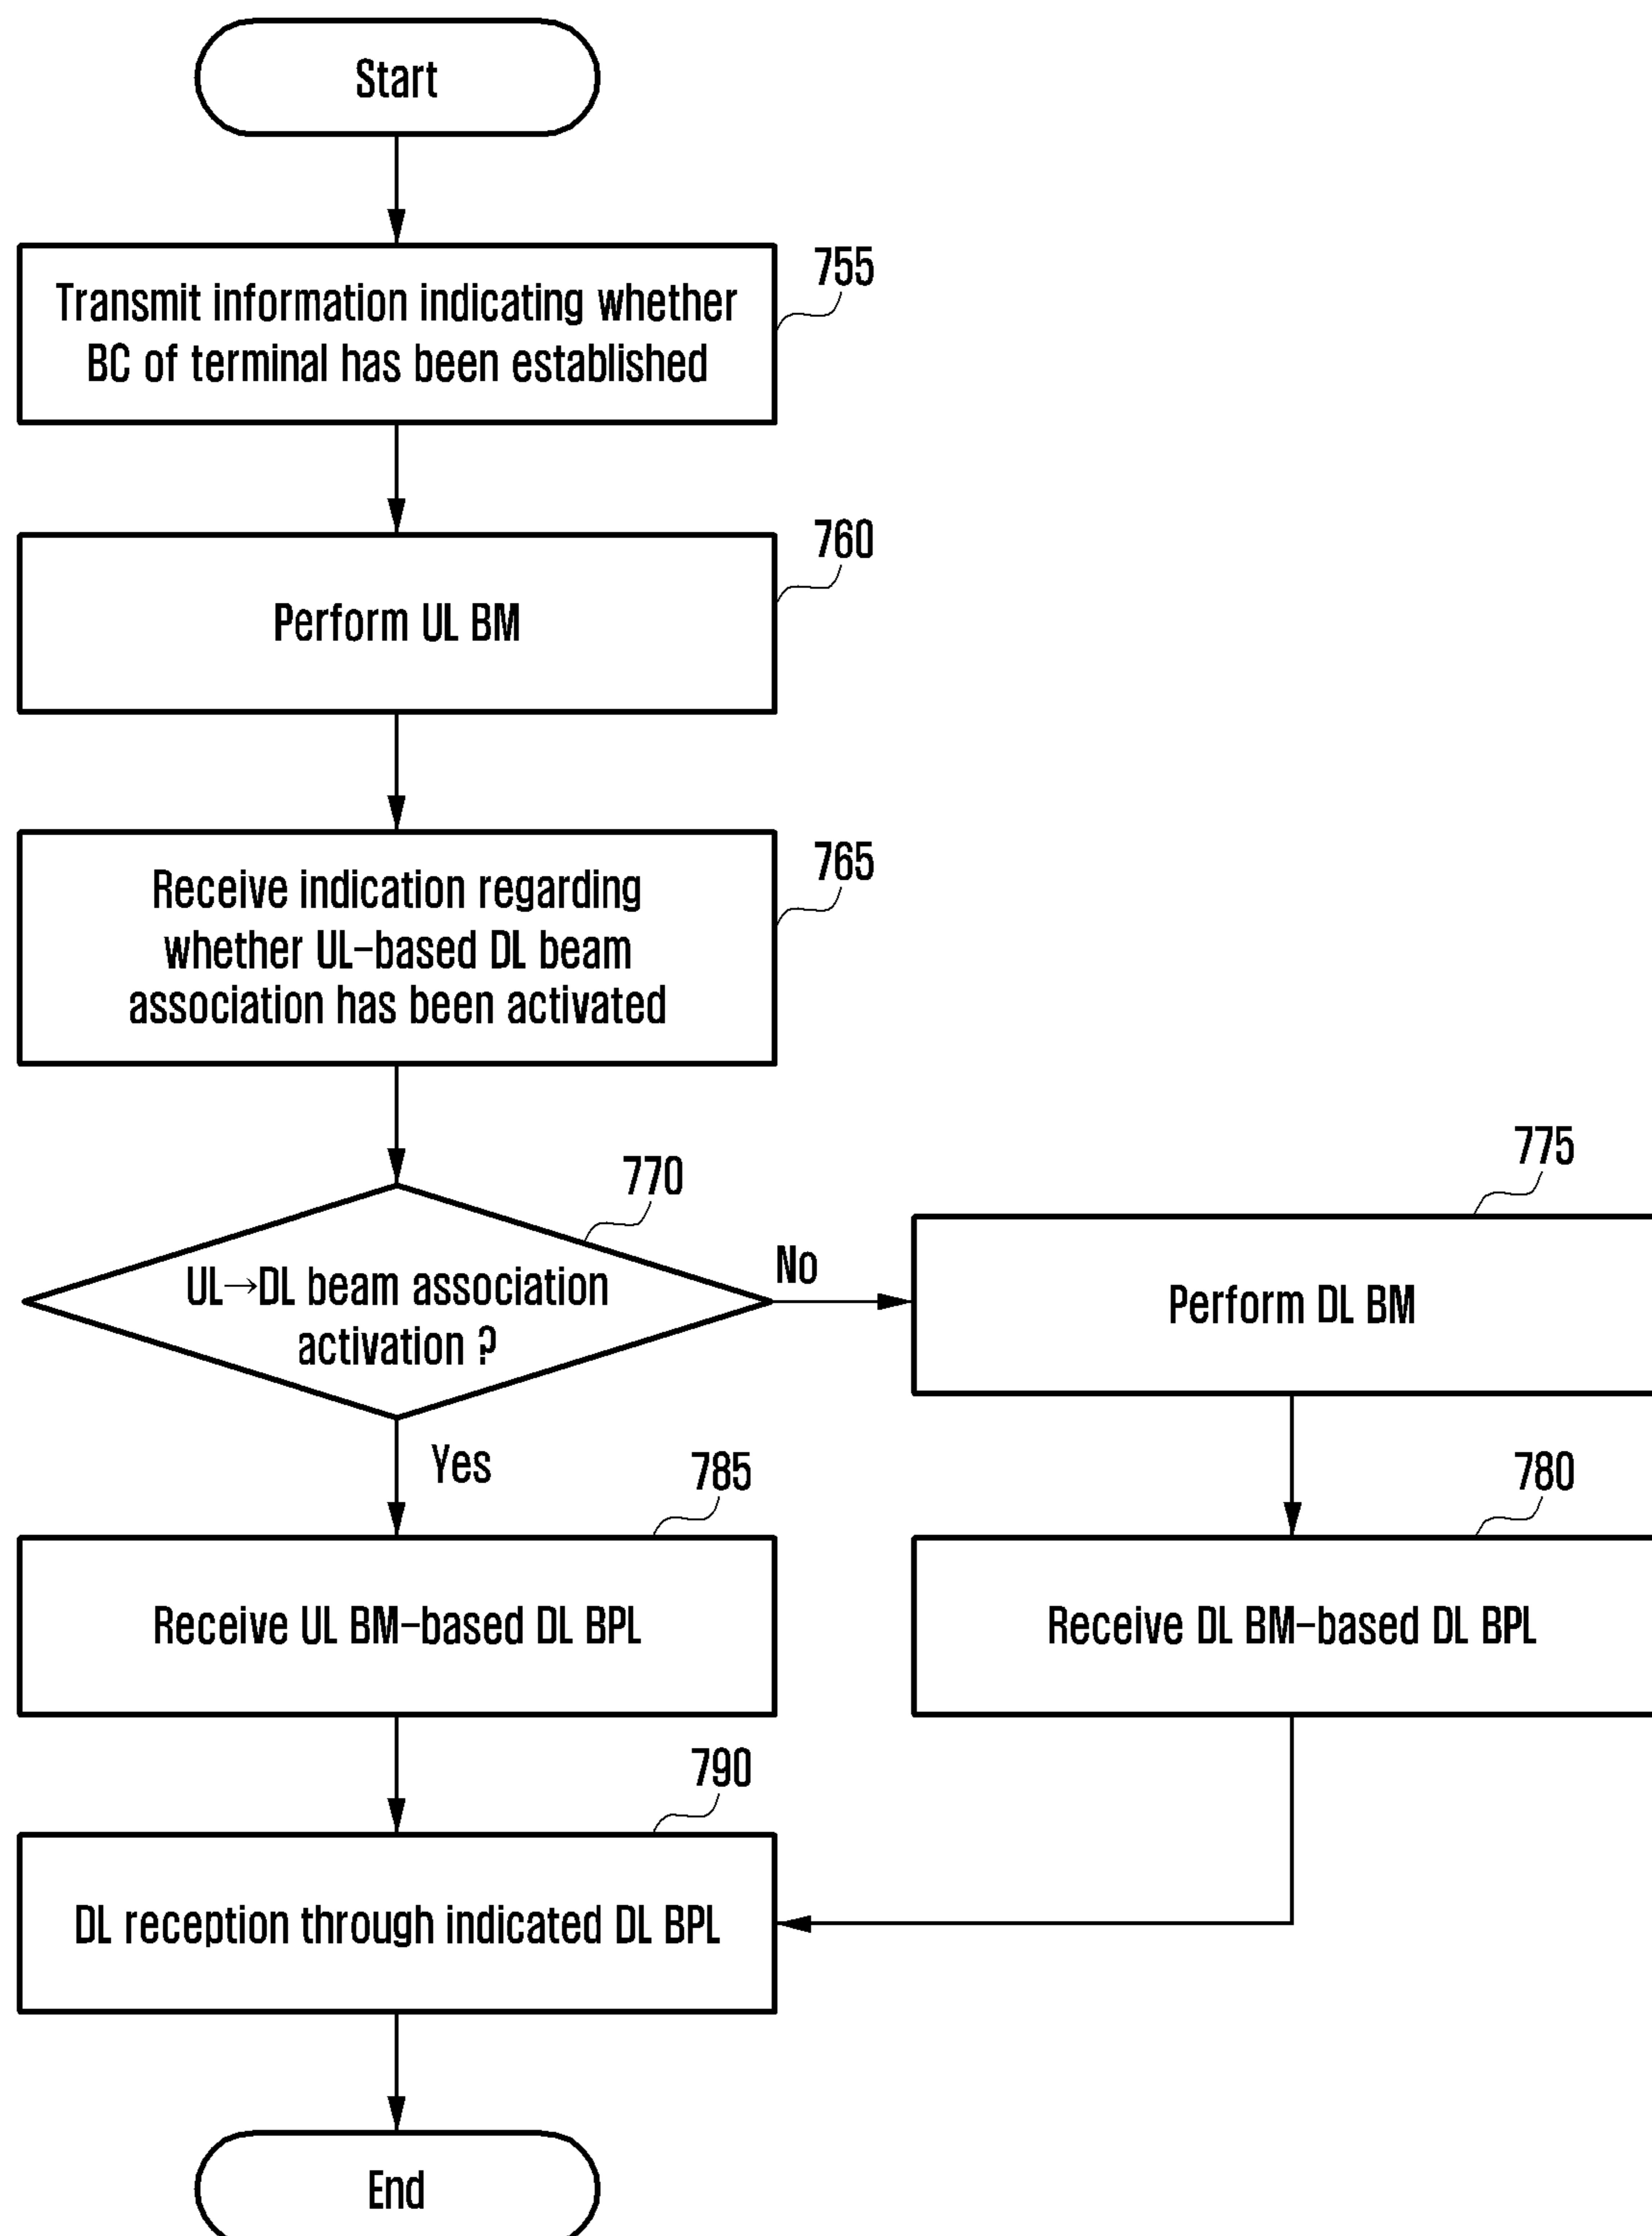 Start
755
Transmit information indicating whether
BC of terminal has been established
760
Perform UL BM
765
Receive indication regarding
whether UL-based DL beam
association has been activated
770
UL→DL beam association
activation ?
No
775
Perform DL BM
Yes
785
Receive UL BM-based DL BPL
780
Receive DL BM-based DL BPL
790
DL reception through indicated DL BPL
End